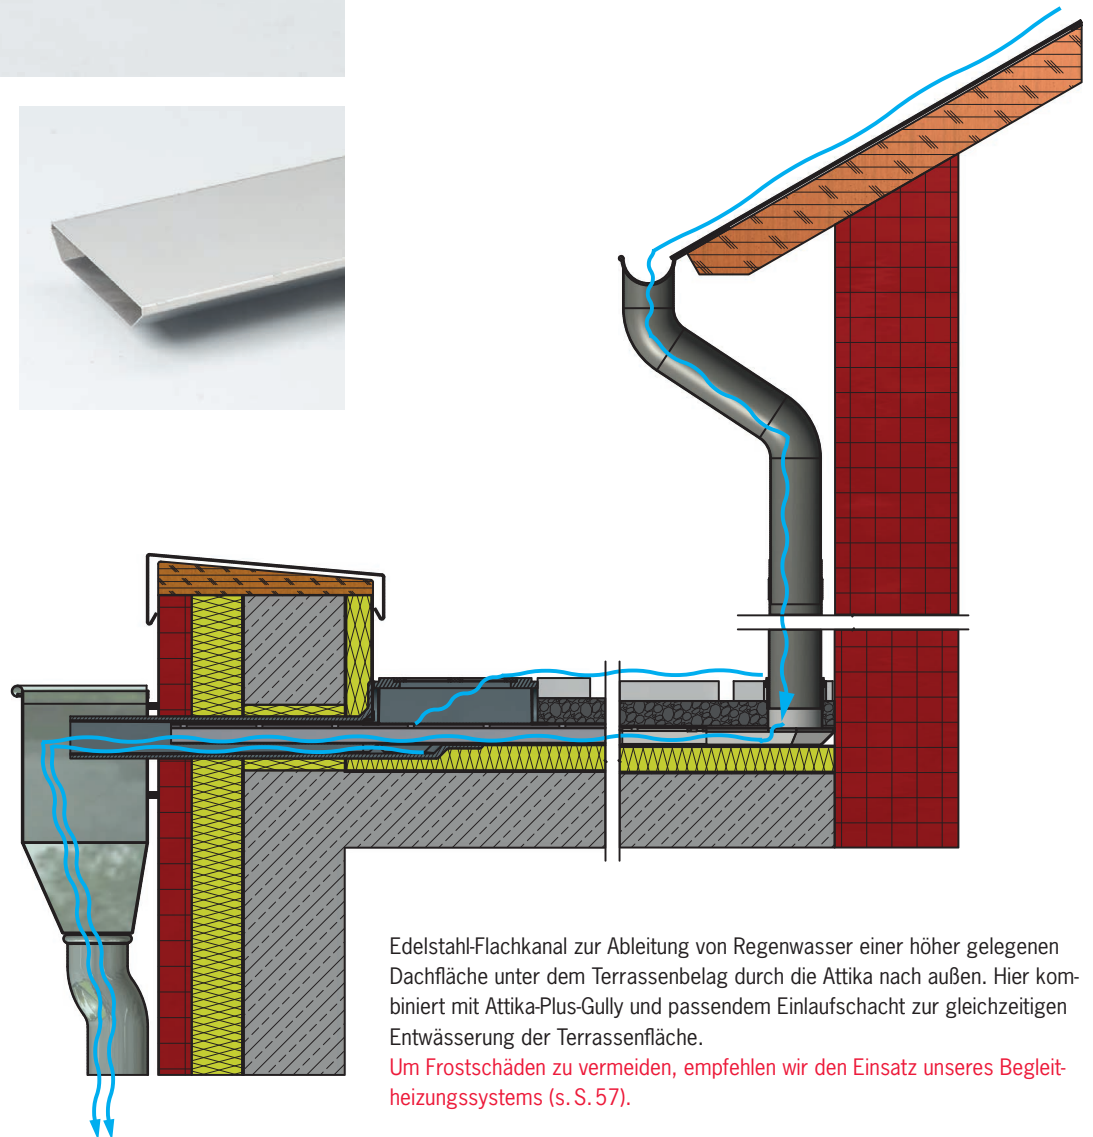 Edelstahl-Flachkanal zur Ableitung von Regenwasser einer höher gelegenen
Dachfläche unter dem Terrassenbelag durch die Attika nach außen. Hier kom-
biniert mit Attika-Plus-Gully und passendem Einlaufschacht zur gleichzeitigen
Entwässerung der Terrassenfläche.
Um Frostschäden zu vermeiden, empfehlen wir den Einsatz unseres Begleit-
heizungssystems (s. S. 57).